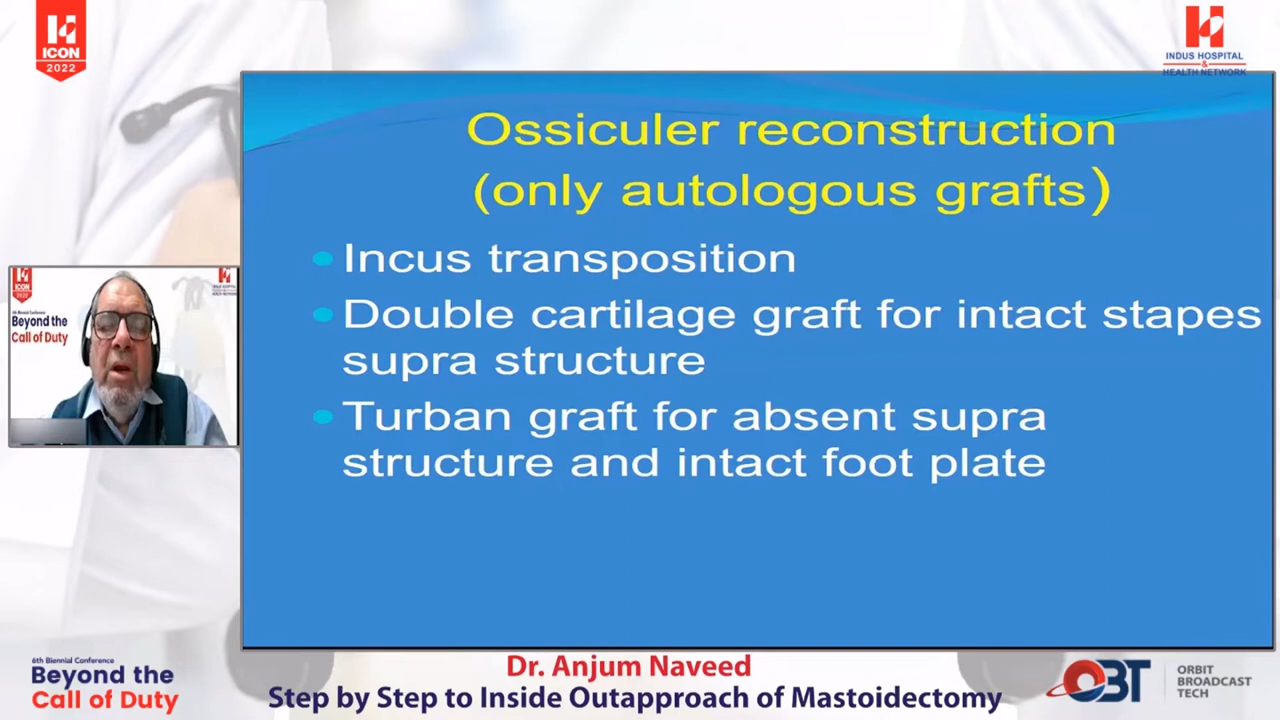 ICON
2022
INDUS HOSPITAL
&
HEALTH NETWORK
Ossiculer reconstruction
(only autologous grafts)
Incus transposition
Double cartilage graft for intact stapes
supra structure
Turban graft for absent supra
structure and intact foot plate
ICON
2022
Beyond the
Call of Duty
6th Biennial Conference
Beyond the
Call of Duty
Dr. Anjum Naveed
Step by Step to Inside Outapproach of Mastoidectomy
OBT
ORBIT
BROADCAST
TECH